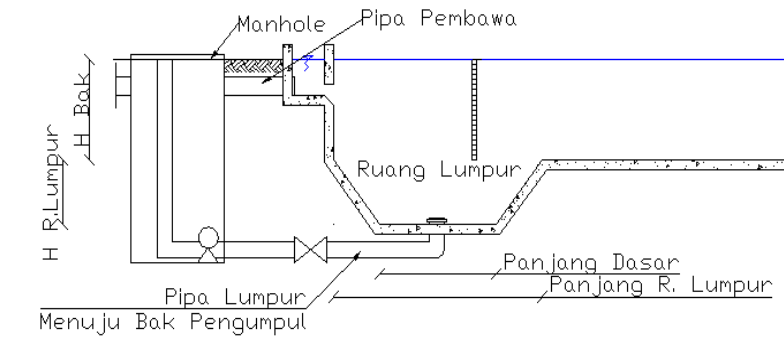 Pipa Pembawa
Manhole
H Bak
Ruang Lumpur
H R.Lumpur
Panjang Dasar
Panjang R. Lumpur
Pipa Lumpur
Menuju Bak Pengumpul